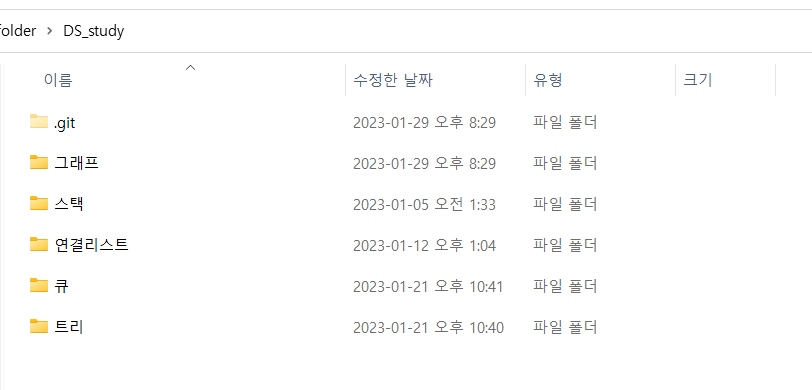 folder > DS_study
이름 수정한 날짜 유형 크기
.git 2023-01-29 오후 8:29 파일 폴더
그래프 2023-01-29 오후 8:29 파일 폴더
스택 2023-01-05 오전 1:33 파일 폴더
연결리스트 2023-01-12 오후 1:04 파일 폴더
큐 2023-01-21 오후 10:41 파일 폴더
트리 2023-01-21 오후 10:40 파일 폴더